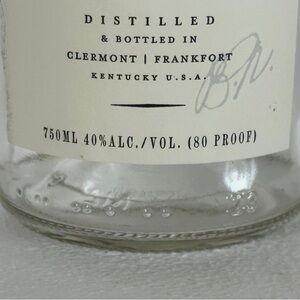 DISTILLED
& BOTTLED IN
CLERMONT | FRANKFORT
KENTUCKY U.S.A.
B.N.
750ML 40%ALC./VOL. (80 PROOF)